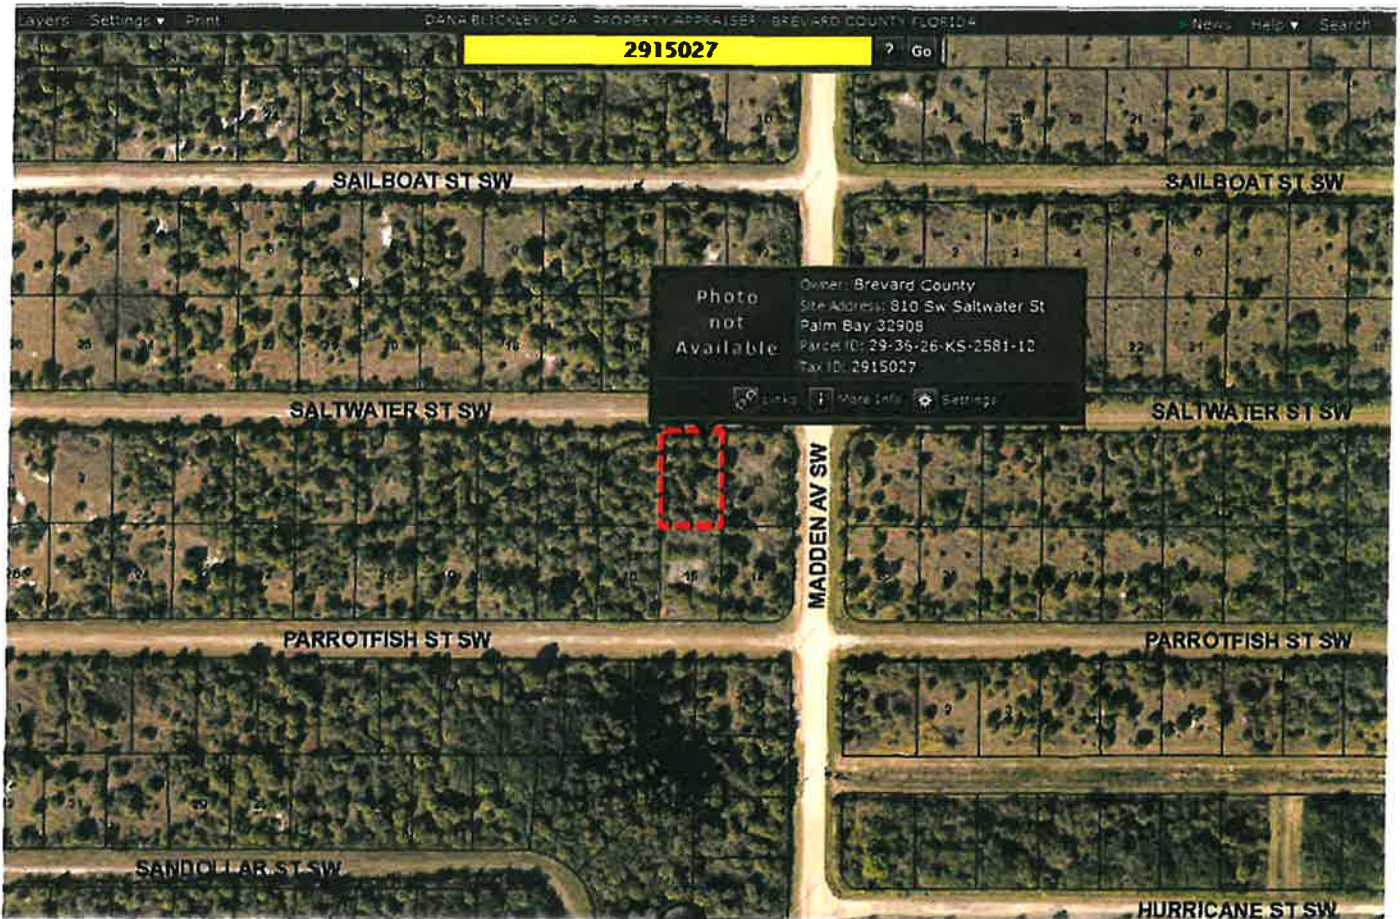 Layers Settings ▾ Print DANA BLICKLEY, CFA - PROPERTY APPRAISER - BREVARD COUNTY FLORIDA News Help ▾ Search
2915027 ? Go
SAILBOAT ST SW SAILBOAT ST SW
Photo
not
Available
Owner: Brevard County
Site Address: 810 Sw Saltwater St
Palm Bay 32908
Parcel ID: 29-36-26-KS-2581-12
Tax ID: 2915027
Links More Info Settings
SALTWATER ST SW SALTWATER ST SW
MADDEN AV SW
PARROTFISH ST SW PARROTFISH ST SW
SANDOLLAR ST SW
HURRICANE ST SW